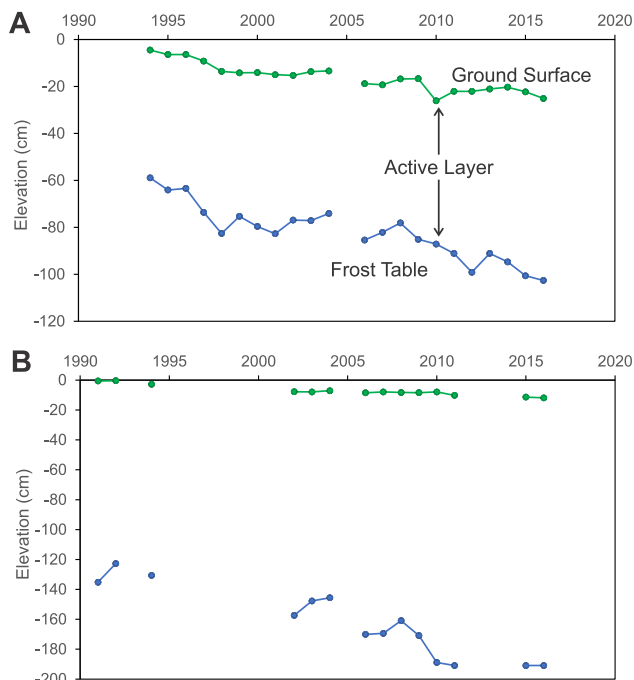 A
1990 1995 2000 2005 2010 2015 2020
0
-20
-40
-60
-80
-100
-120
Elevation (cm)
Ground Surface
Active Layer
Frost Table
B
1990 1995 2000 2005 2010 2015 2020
0
-20
-40
-60
-80
-100
-120
-140
-160
-180
-200
Elevation (cm)